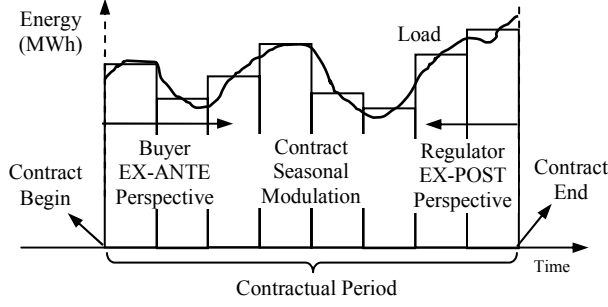 Energy
(MWh)
Load
Buyer
EX-ANTE
Perspective
Contract
Seasonal
Modulation
Regulator
EX-POST
Perspective
Contract
Begin
Contract
End
Time
Contractual Period